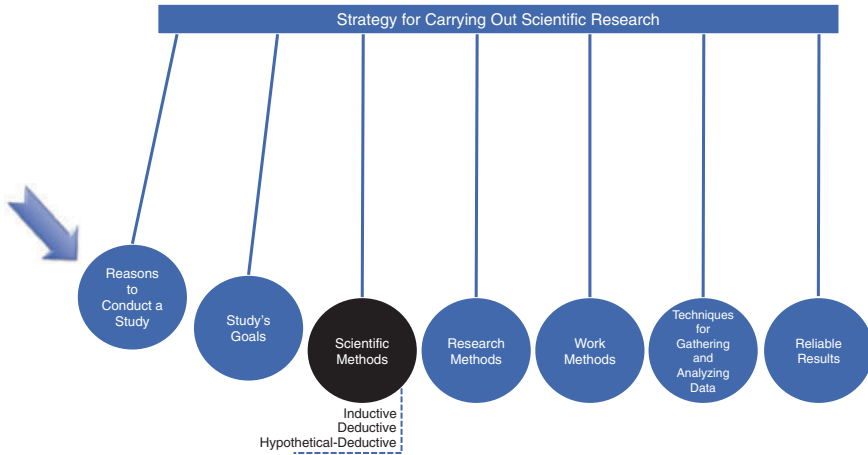 Strategy for Carrying Out Scientific Research
Reasons
to
Conduct a
Study
Study's
Goals
Scientific
Methods
Research
Methods
Work
Methods
Techniques
for
Gathering
and
Analyzing
Data
Reliable
Results
Inductive
Deductive
Hypothetical-Deductive